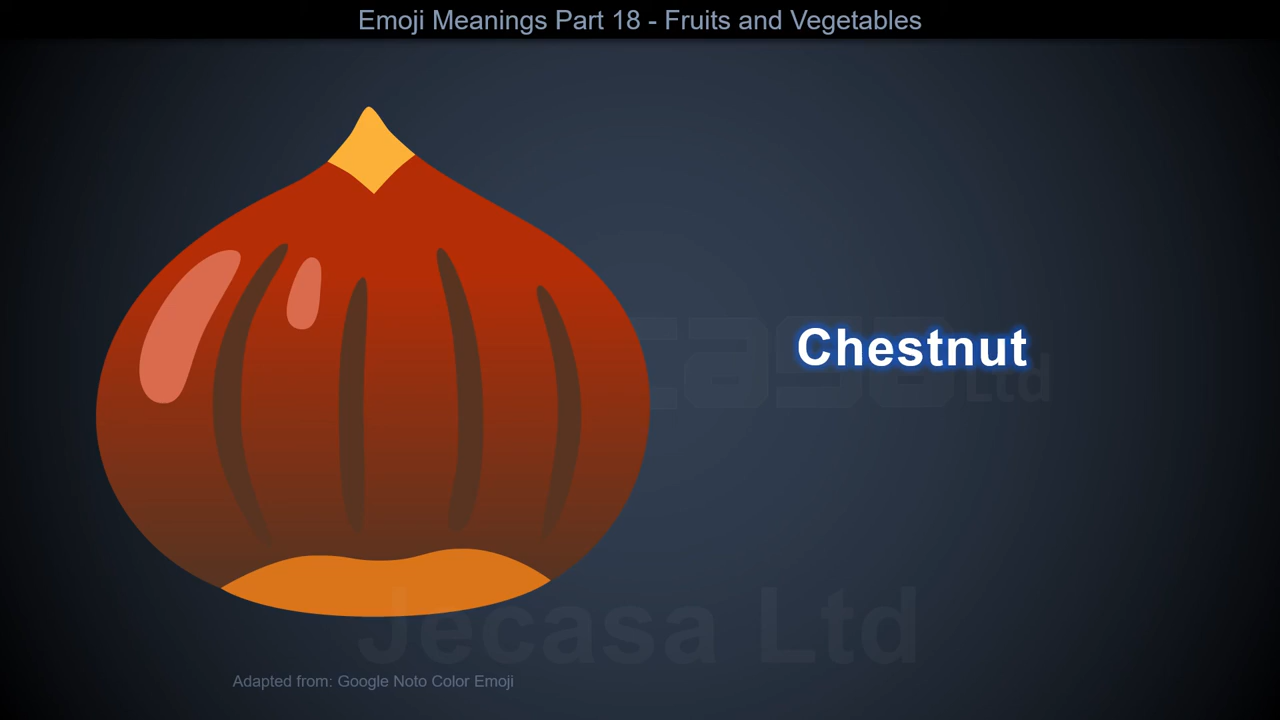 Emoji Meanings Part 18 - Fruits and Vegetables
Chestnut
Jecasa Ltd
Adapted from: Google Noto Color Emoji